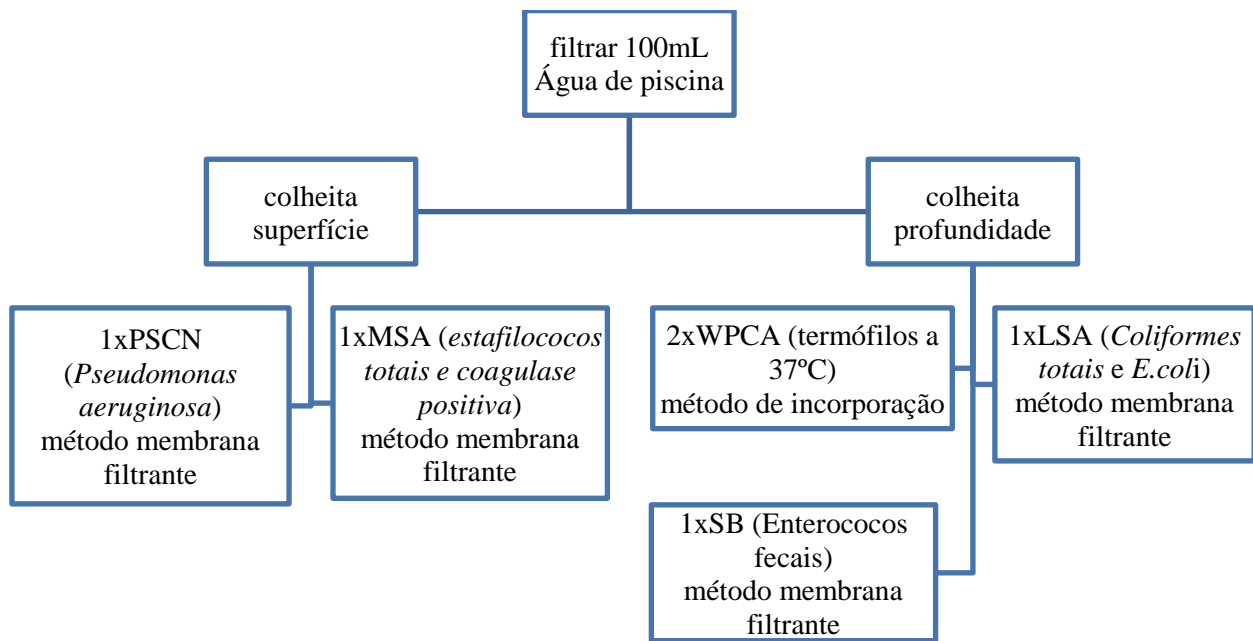 filtrar 100mL
Água de piscina
colheita
superfície
colheita
profundidade
1xPSCN
(Pseudomonas
aeruginosa)
método membrana
filtrante
1xMSA (estafilococos
totais e coagulase
positiva)
método membrana
filtrante
2xWPCA (termófilos a
37ºC)
método de incorporação
1xLSA (Coliformes
totais e E.coli)
método membrana
filtrante
1xSB (Enterococos
fecais)
método membrana
filtrante